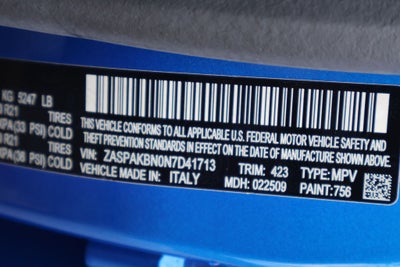 KG 5247 LB
R21 TIRES
KPA (33 PSI) COLD
R21 TIRES
KPA (36 PSI) COLD
THIS VEHICLE CONFORMS TO ALL APPLICABLE U.S. FEDERAL MOTOR VEHICLE SAFETY AND
THEFT PREVENTION STANDARDS IN EFFECT ON THE DATE OF MANUFACTURE SHOWN ABOVE.
VIN: ZASPAKBN0N7D41713 TRIM: 423 TYPE: MPV
VEHICLE MADE IN: ITALY MDH: 022509 PAINT: 756